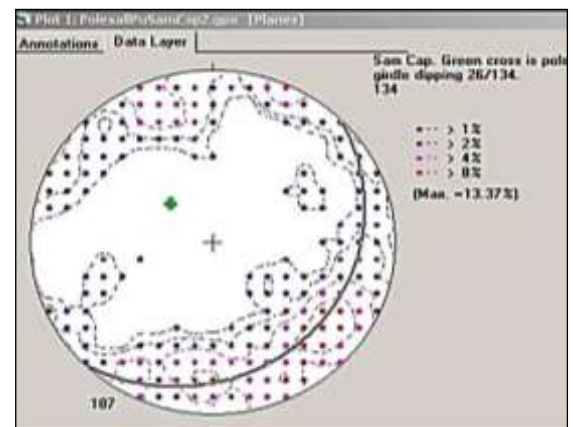 Plot 1: PolesallPuSamCap2.gpo [Planes]
Annotations Data Layer
Sam Cap. Green cross is pole
girdle dipping 26/134.
134
> 1%
> 2%
> 4%
> 8%
(Max. =13.37%)
107